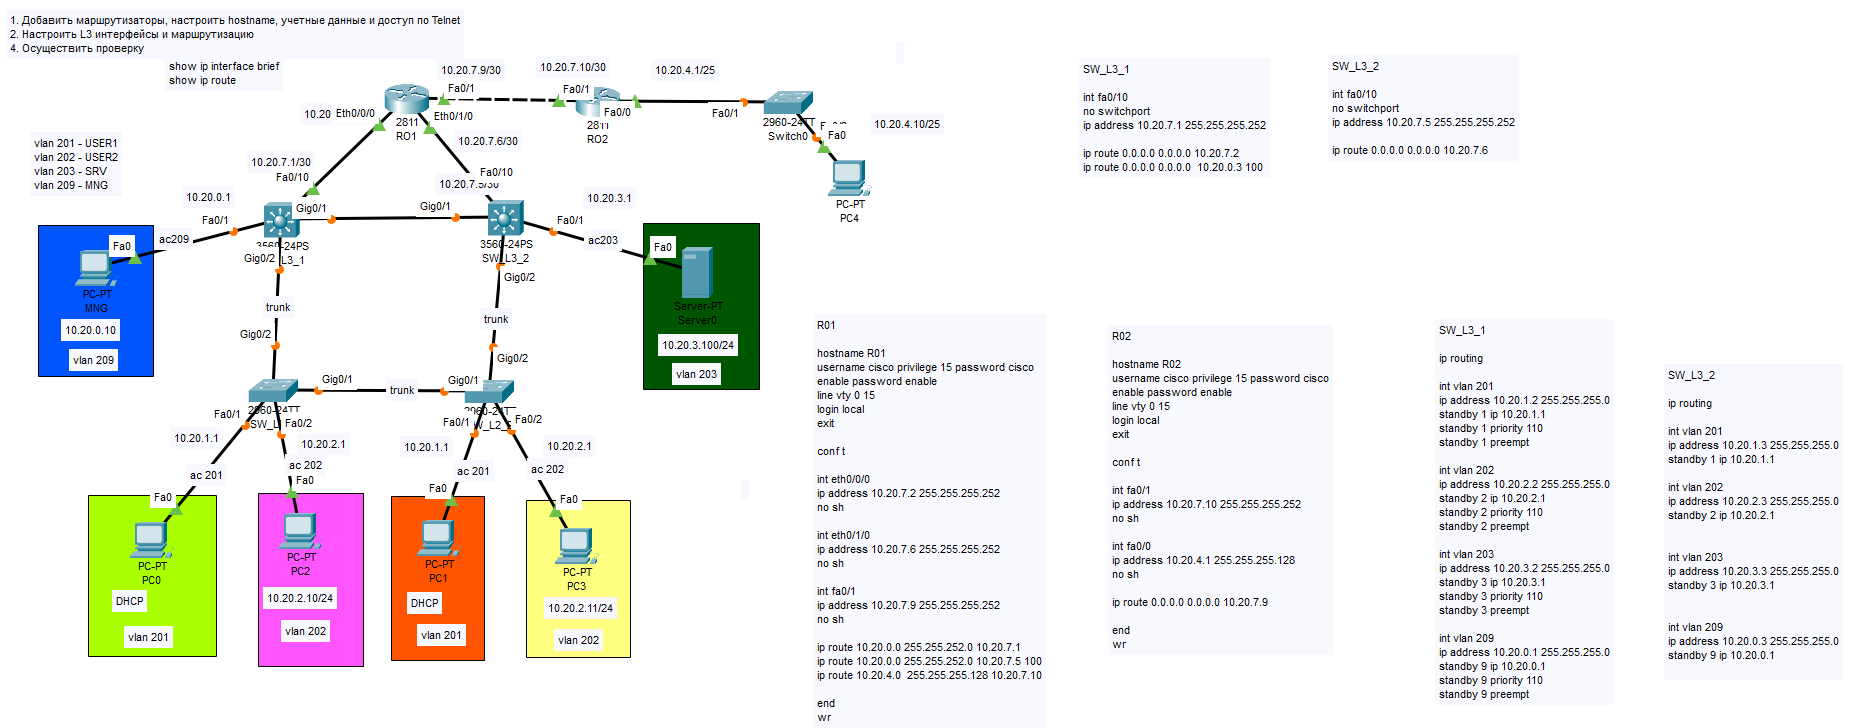 1. Добавить маршрутизаторы, настроить hostname, учетные данные и доступ по Telnet
2. Настроить L3 интерфейсы и маршрутизацию
4. Осуществить проверку
show ip interface brief
show ip route
vlan 201 - USER1
vlan 202 - USER2
vlan 203 - SRV
vlan 209 - MNG
10.20.7.9/30
10.20.7.10/30
10.20.4.1/25
Fa0/1
Fa0/1
Fa0/0
Fa0/1
10.20
Eth0/0/0
Eth0/1/0
2811
RO1
2811
RO2
2960-24TT
Switch0
Fa0
10.20.4.10/25
PC-PT
PC4
10.20.7.6/30
10.20.7.1/30
Fa0/10
Fa0/10
10.20.7.5/30
10.20.0.1
10.20.3.1
Fa0/1
Gig0/1
Gig0/1
Fa0/1
Fa0
ac209
3560-24PS
L3_1
Gig0/2
3560-24PS
SW_L3_2
Gig0/2
ac203
Fa0
PC-PT
MNG
10.20.0.10
vlan 209
Server-PT
Server0
10.20.3.100/24
vlan 203
trunk
trunk
Gig0/2
Gig0/2
Gig0/1
trunk
Gig0/1
2960-24TT
SW_L
2960-24TT
W_L2_
Fa0/1
Fa0/2
Fa0/1
Fa0/2
10.20.1.1
10.20.2.1
10.20.1.1
10.20.2.1
ac 201
ac 202
ac 201
ac 202
Fa0
Fa0
Fa0
Fa0
PC-PT
PC0
DHCP
vlan 201
PC-PT
PC2
10.20.2.10/24
vlan 202
PC-PT
PC1
DHCP
vlan 201
PC-PT
PC3
10.20.2.11/24
vlan 202
SW_L3_1
int fa0/10
no switchport
ip address 10.20.7.1 255.255.255.252
ip route 0.0.0.0 0.0.0.0 10.20.7.2
ip route 0.0.0.0 0.0.0.0  10.20.0.3 100
SW_L3_2
int fa0/10
no switchport
ip address 10.20.7.5 255.255.255.252
ip route 0.0.0.0 0.0.0.0 10.20.7.6
R01
hostname R01
username cisco privilege 15 password cisco
enable password enable
line vty 0 15
login local
exit
conf t
int eth0/0/0
ip address 10.20.7.2 255.255.255.252
no sh
int eth0/1/0
ip address 10.20.7.6 255.255.255.252
no sh
int fa0/1
ip address 10.20.7.9 255.255.255.252
no sh
ip route 10.20.0.0 255.255.252.0 10.20.7.1
ip route 10.20.0.0 255.255.252.0 10.20.7.5 100
ip route 10.20.4.0  255.255.255.128 10.20.7.10
end
wr
R02
hostname R02
username cisco privilege 15 password cisco
enable password enable
line vty 0 15
login local
exit
conf t
int fa0/1
ip address 10.20.7.10 255.255.255.252
no sh
int fa0/0
ip address 10.20.4.1 255.255.255.128
no sh
ip route 0.0.0.0 0.0.0.0 10.20.7.9
end
wr
SW_L3_1
ip routing
int vlan 201
ip address 10.20.1.2 255.255.255.0
standby 1 ip 10.20.1.1
standby 1 priority 110
standby 1 preempt
int vlan 202
ip address 10.20.2.2 255.255.255.0
standby 2 ip 10.20.2.1
standby 2 priority 110
standby 2 preempt
int vlan 203
ip address 10.20.3.2 255.255.255.0
standby 3 ip 10.20.3.1
standby 3 priority 110
standby 3 preempt
int vlan 209
ip address 10.20.0.1 255.255.255.0
standby 9 ip 10.20.0.1
standby 9 priority 110
standby 9 preempt
SW_L3_2
ip routing
int vlan 201
ip address 10.20.1.3 255.255.255.0
standby 1 ip 10.20.1.1
int vlan 202
ip address 10.20.2.3 255.255.255.0
standby 2 ip 10.20.2.1
int vlan 203
ip address 10.20.3.3 255.255.255.0
standby 3 ip 10.20.3.1
int vlan 209
ip address 10.20.0.3 255.255.255.0
standby 9 ip 10.20.0.1